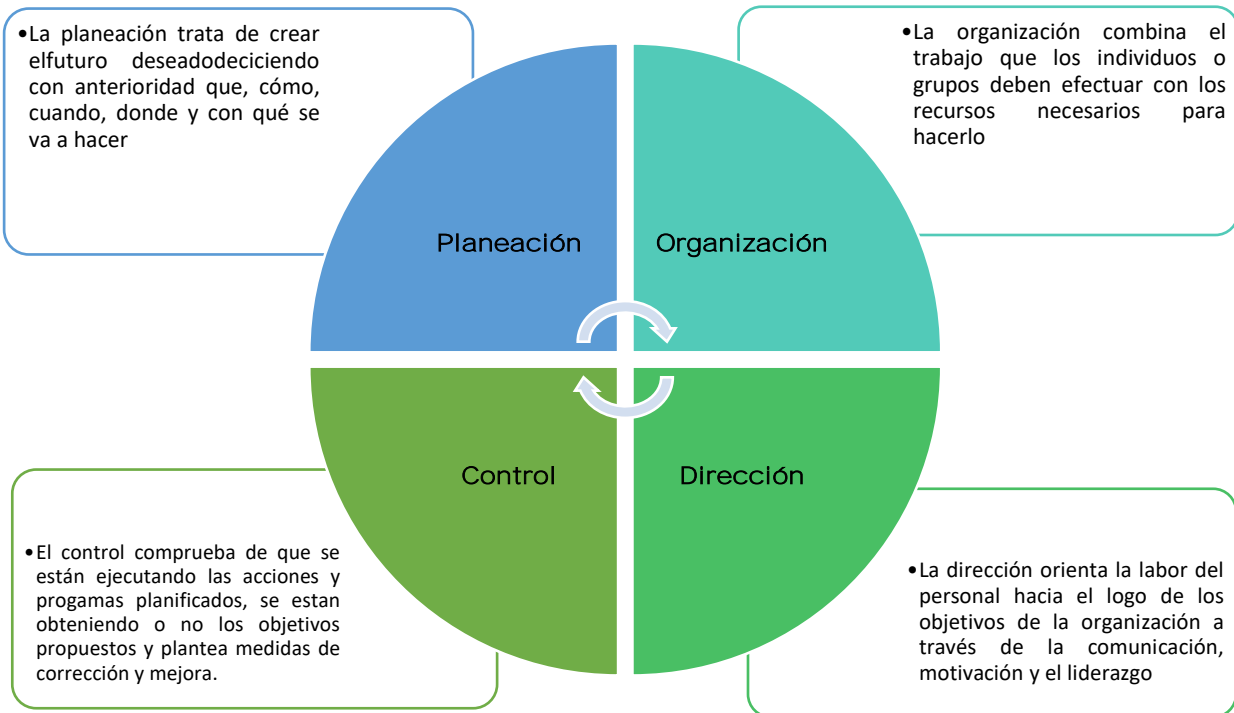 •La planeación trata de crear
elfuturo deseadodeciciendo
con anterioridad que, cómo,
cuando, donde y con qué se
va a hacer
•La organización combina el
trabajo que los individuos o
grupos deben efectuar con los
recursos necesarios para
hacerlo
Planeación
Organización
Control
Dirección
•El control comprueba de que se
están ejecutando las acciones y
progamas planificados, se estan
obteniendo o no los objetivos
propuestos y plantea medidas de
corrección y mejora.
•La dirección orienta la labor del
personal hacia el logo de los
objetivos de la organización a
través de la comunicación,
motivación y el liderazgo